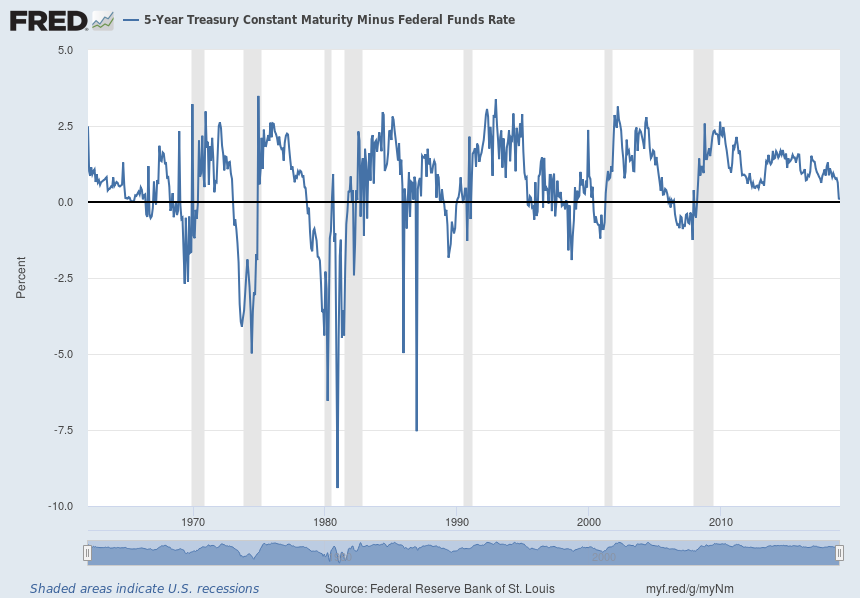 FRED
5-Year Treasury Constant Maturity Minus Federal Funds Rate
5.0
2.5
0.0
-2.5
-5.0
-7.5
-10.0
Percent
1970
1980
1990
2000
2010
2000
Shaded areas indicate U.S. recessions
Source: Federal Reserve Bank of St. Louis
myf.red/g/myNm